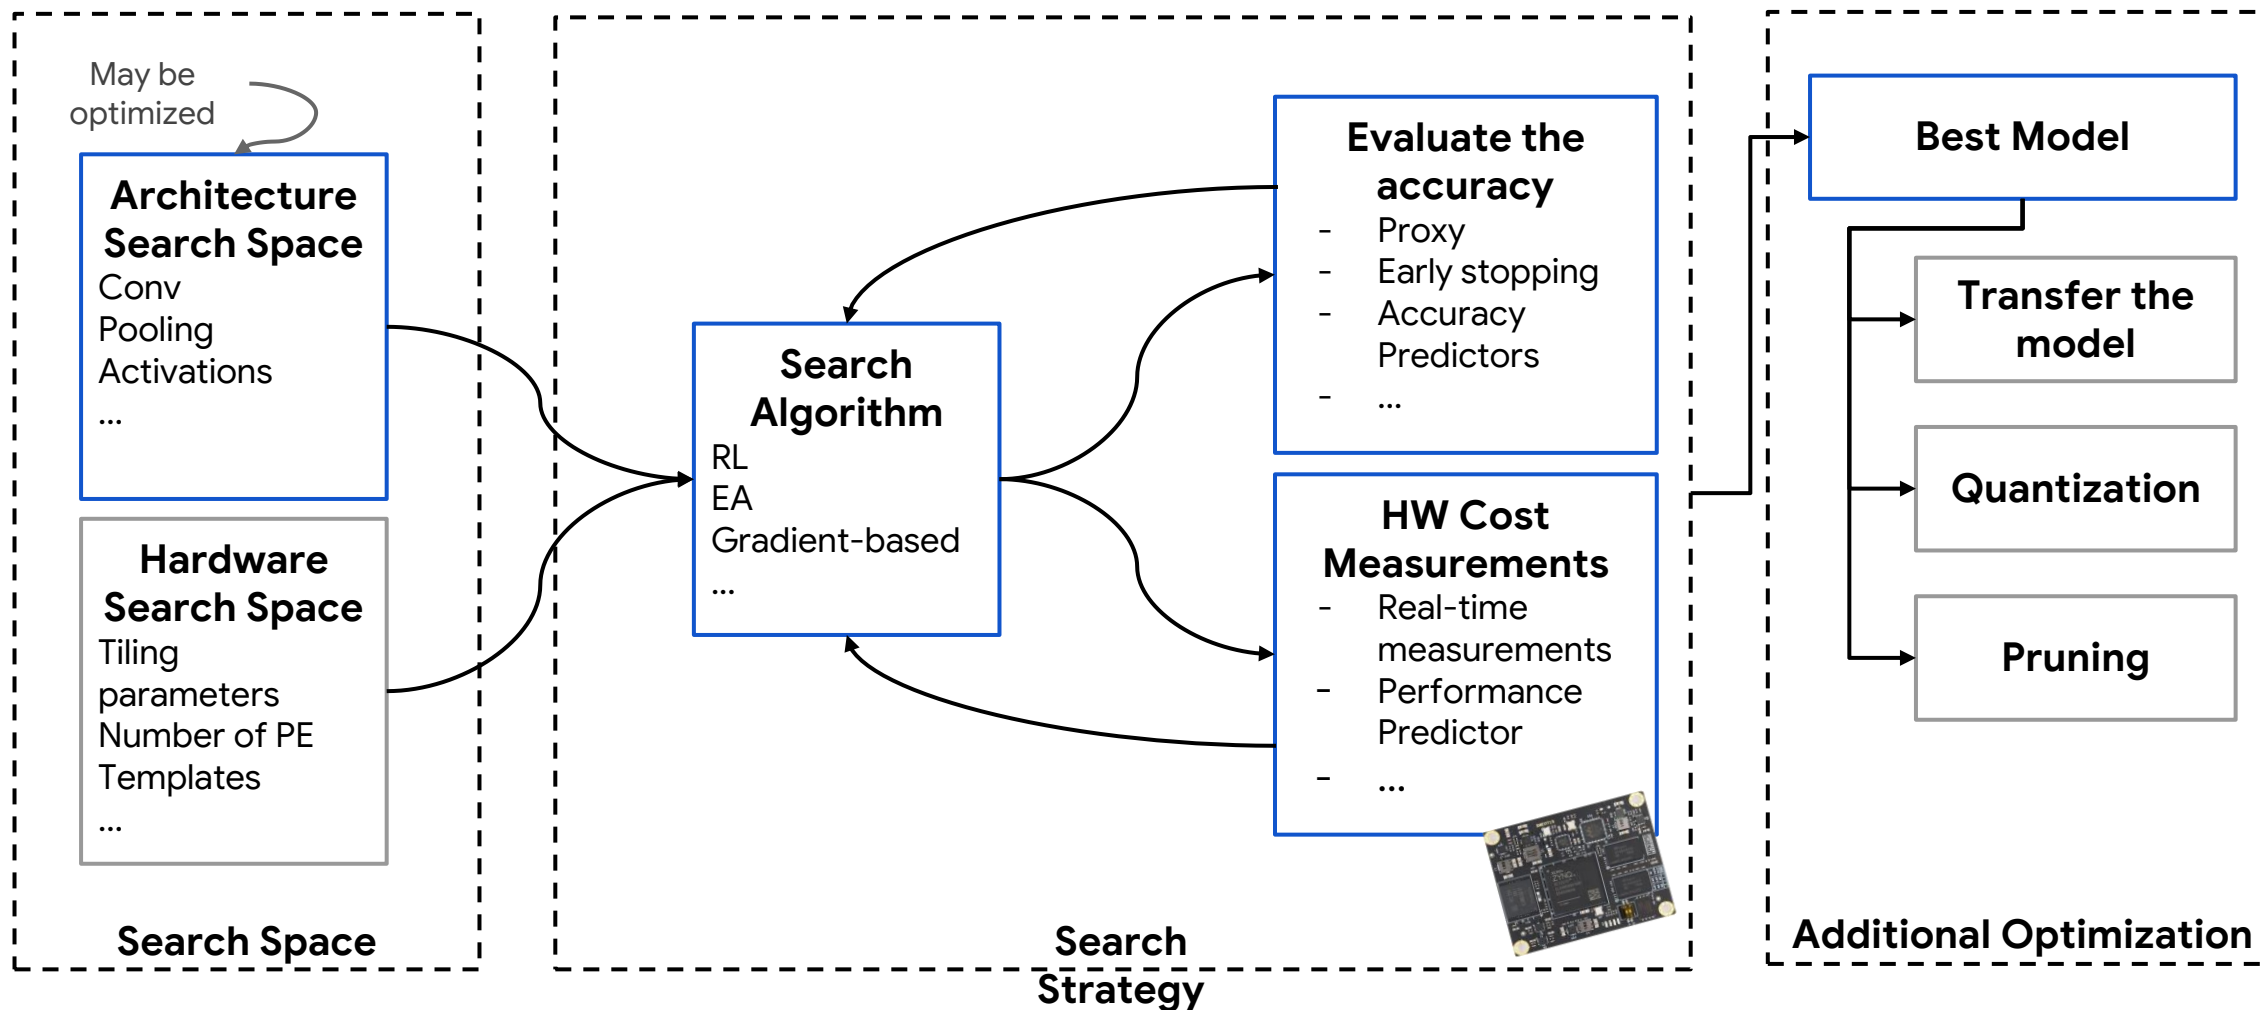 May be
optimized
Architecture
Search Space
Conv
Pooling
Activations
...
Hardware
Search Space
Tiling
parameters
Number of PE
Templates
...
Search Space
Search
Algorithm
RL
EA
Gradient-based
...
Evaluate the
accuracy
- Proxy
- Early stopping
- Accuracy
Predictors
- ...
HW Cost
Measurements
- Real-time
measurements
- Performance
Predictor
- ...
ZYNQ
Search
Strategy
Best Model
Transfer the
model
Quantization
Pruning
Additional Optimization